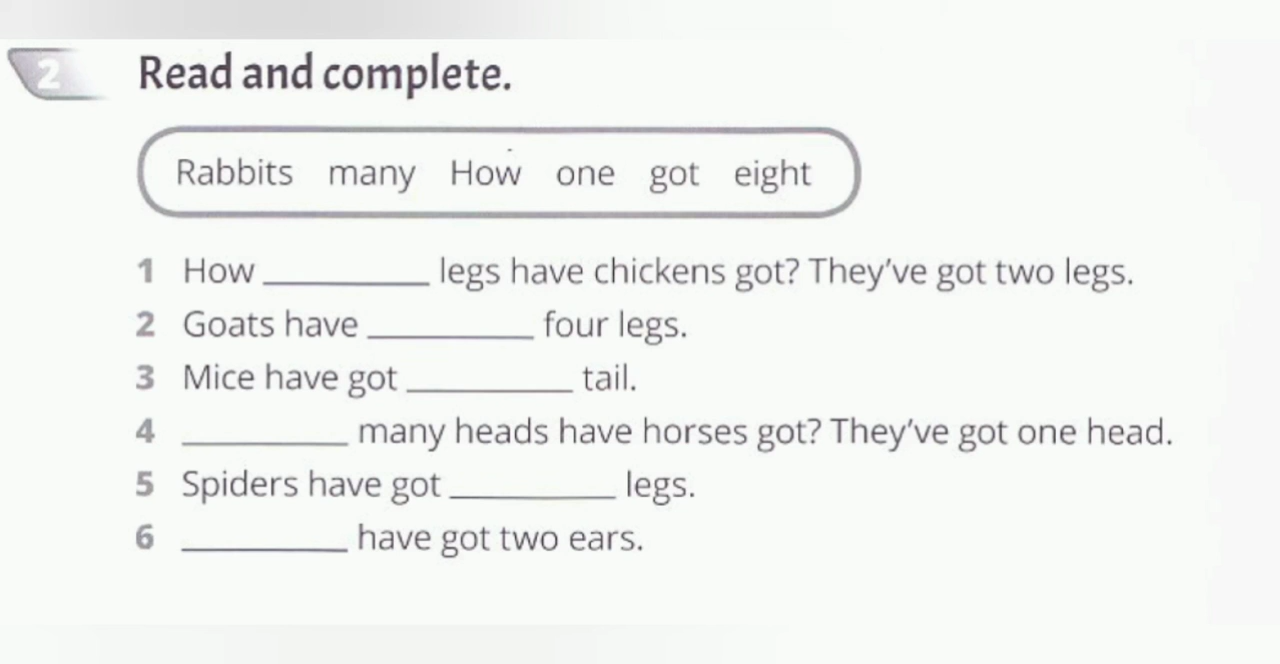 2 Read and complete.
Rabbits many How one got eight
1 How __________ legs have chickens got? They've got two legs.
2 Goats have __________ four legs.
3 Mice have got __________ tail.
4 __________ many heads have horses got? They've got one head.
5 Spiders have got __________ legs.
6 __________ have got two ears.